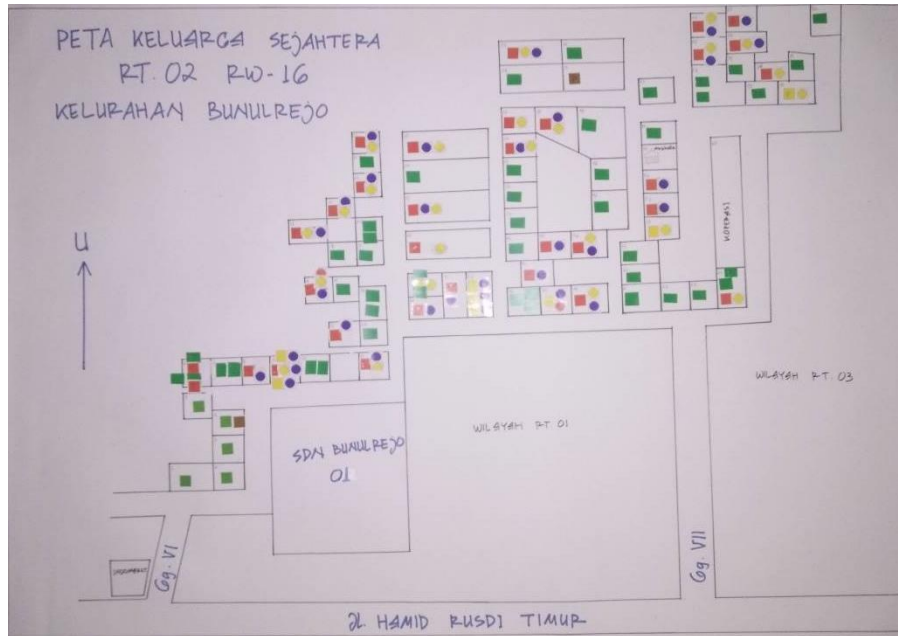 PETA KELUARGA SEJAHTERA
RT. 02 RW-16
KELURAHAN BUNULREJO
U
KOPERASI
WILAYAH RT. 03
WILAYAH RT 01
SDN BUNULREJO
01
Gg. VI
Gg. VII
JL HAMID RUSDI TIMUR